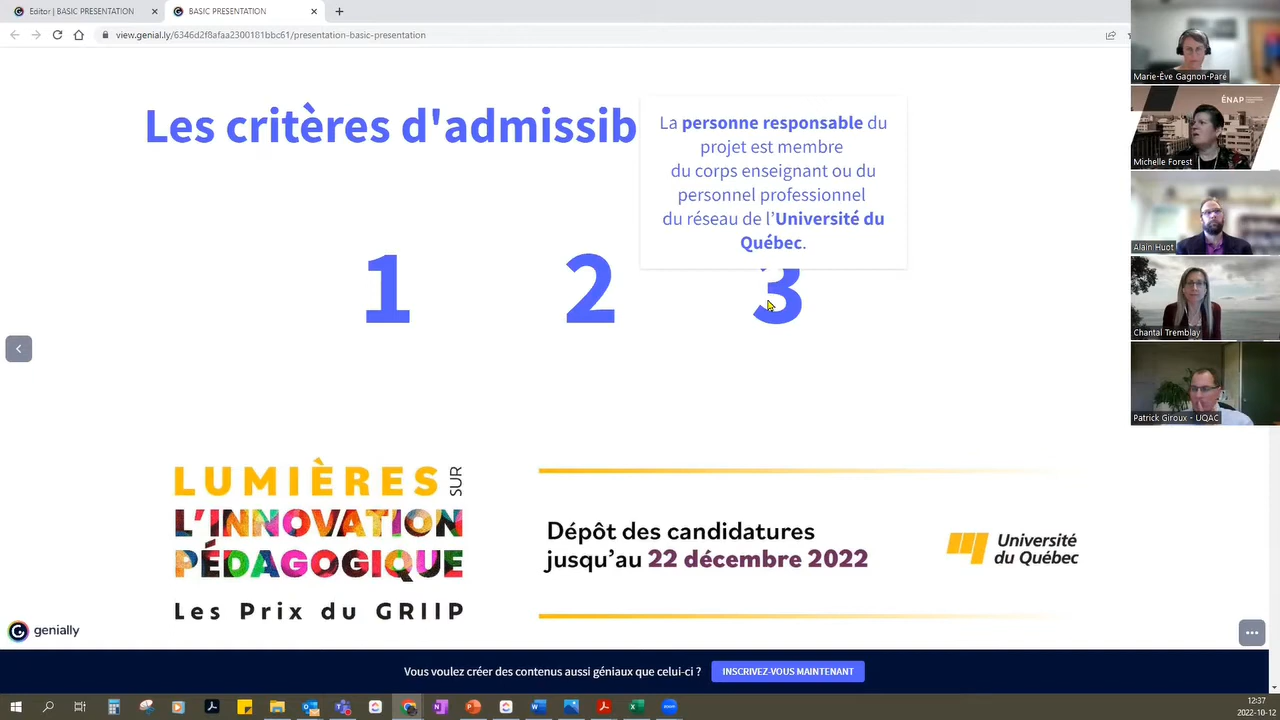 Editor | BASIC PRESENTATION
BASIC PRESENTATION
view.genial.ly/6346d2f8afaa2300181bbc61/presentation-basic-presentation
Les critères d'admissib
La personne responsable du
projet est membre
du corps enseignant ou du
personnel professionnel
du réseau de l'Université du
Québec.
1 2 3
LUMIÈRES SUR
L'INNOVATION
PÉDAGOGIQUE
Les Prix du GRIIP
Dépôt des candidatures
jusqu'au 22 décembre 2022
Université
du Québec
genially
Vous voulez créer des contenus aussi géniaux que celui-ci ?
INSCRIVEZ-VOUS MAINTENANT
Marie-Ève Gagnon-Paré
ÉNAP
Michelle Forest
Alain Huot
Chantal Tremblay
Patrick Giroux - UQAC
12:37
2022-10-12